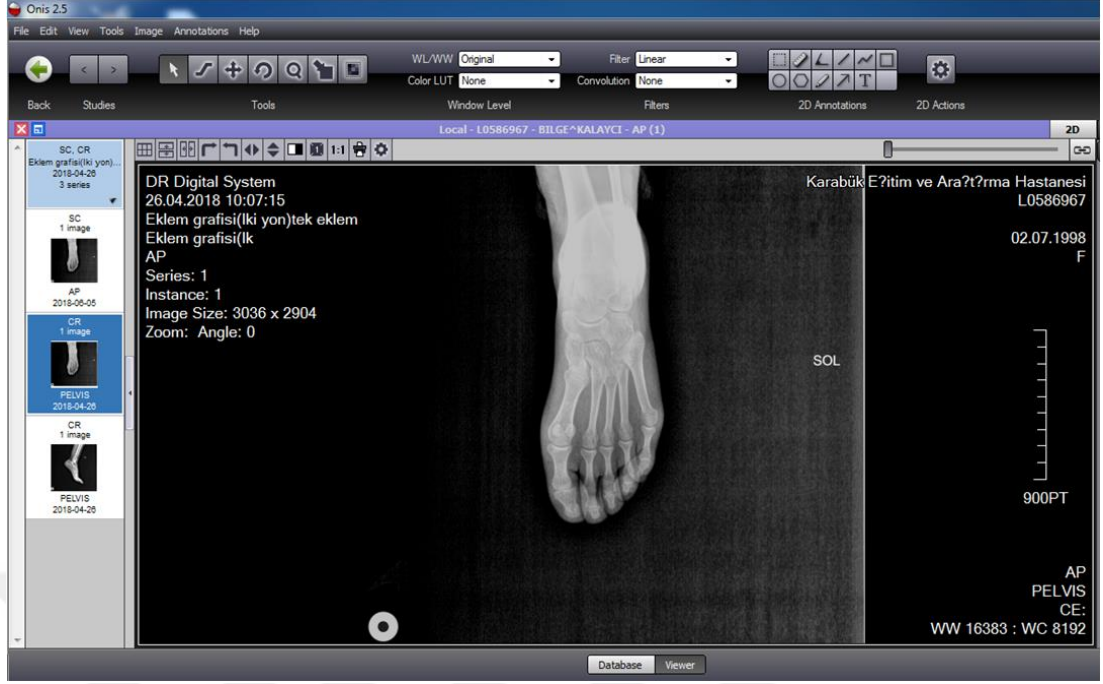 Onis 2.5
File Edit View Tools Image Annotations Help
WL/WW Original
Filter Linear
Color LUT None
Convolution None
Back
Studies
Tools
Window Level
Filters
2D Annotations
2D Actions
Local - L0586967 - BILGE^KALAYCI - AP (1)
2D
SC, CR
Eklem grafisi(Iki yon)...
2018-04-26
3 series
SC
1 image
AP
2018-06-05
CR
1 image
PELVIS
2018-04-26
CR
1 image
PELVIS
2018-04-26
1:1
DR Digital System
26.04.2018 10:07:15
Eklem grafisi(Iki yon)tek eklem
Eklem grafisi(Ik
AP
Series: 1
Instance: 1
Image Size: 3036 x 2904
Zoom: Angle: 0
Karabük E?itim ve Ara?t?rma Hastanesi
L0586967
02.07.1998
F
SOL
900PT
AP
PELVIS
CE:
WW 16383 : WC 8192
Database
Viewer